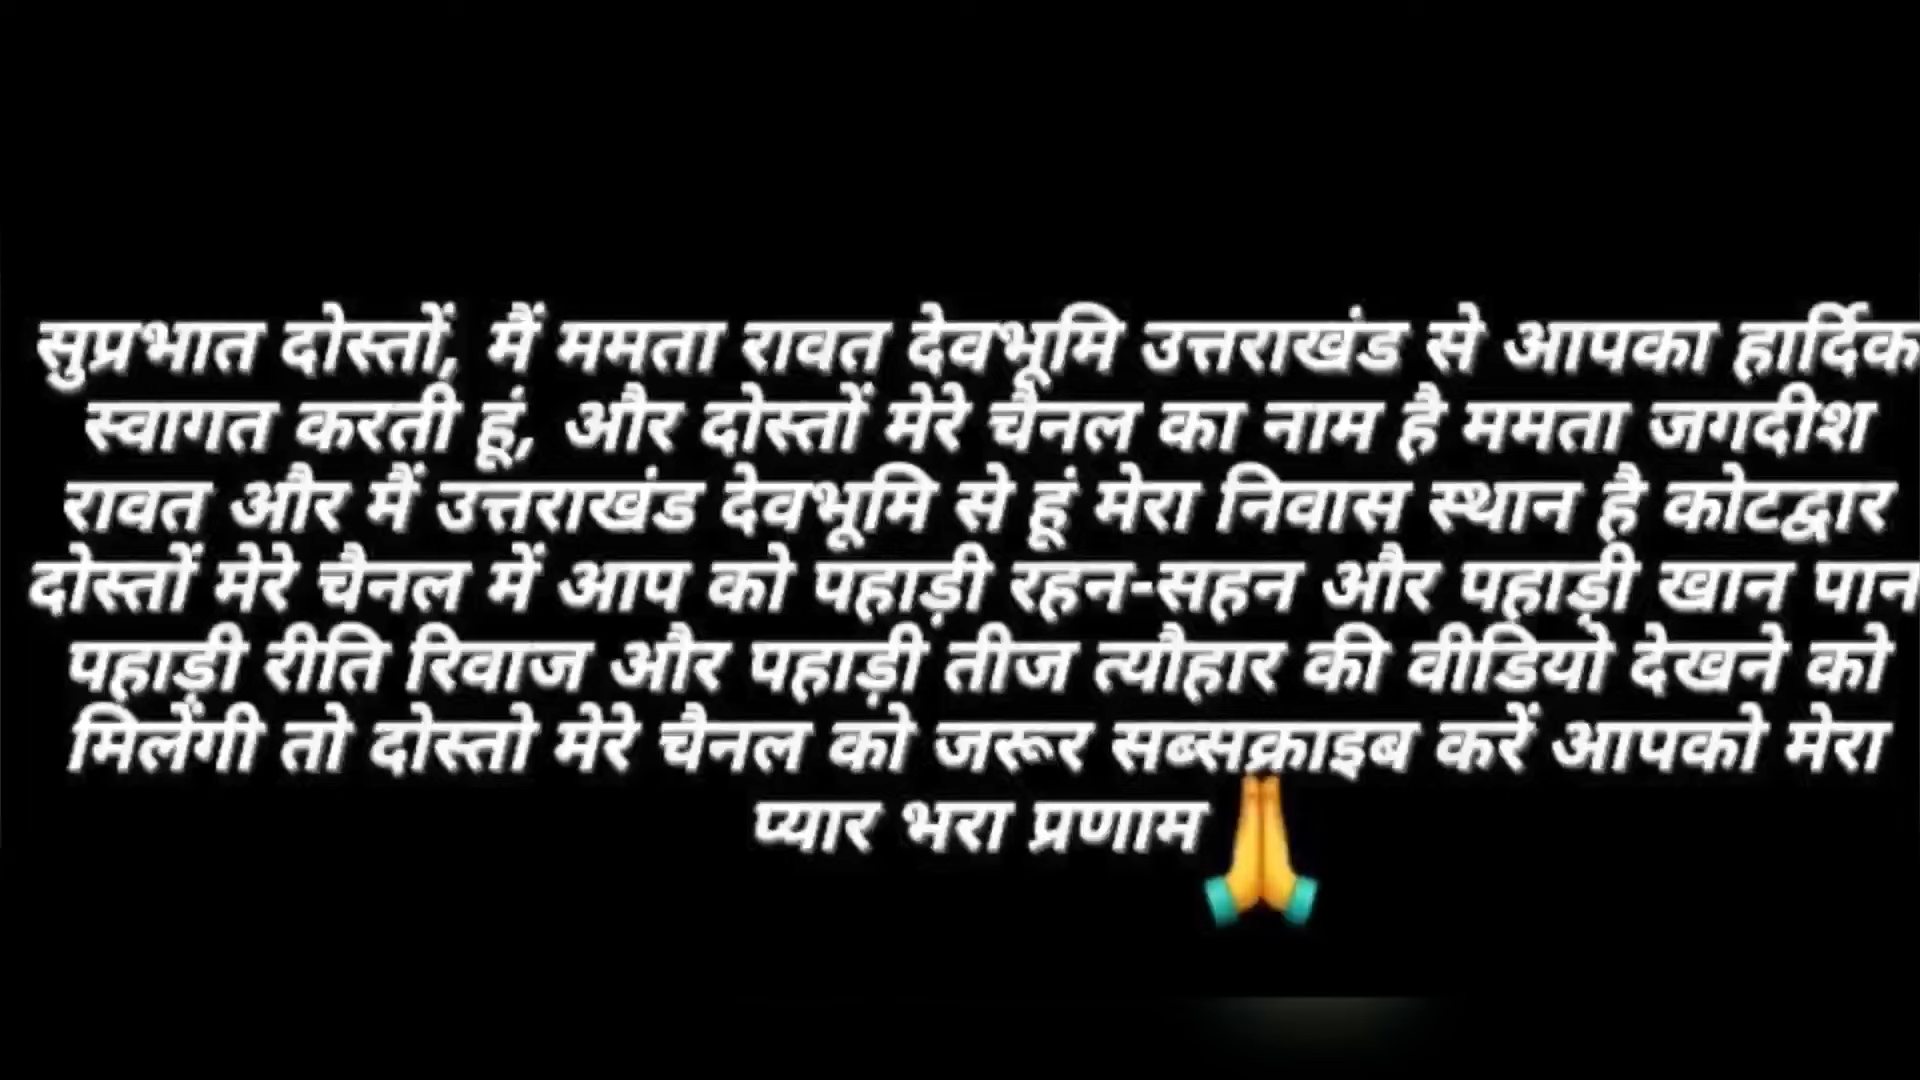 सुप्रभात दोस्तों, मैं ममता रावत देवभूमि उत्तराखंड से आपका हार्दिक
स्वागत करती हूं, और दोस्तों मेरे चैनल का नाम है ममता जगदीश
रावत और मैं उत्तराखंड देवभूमि से हूं मेरा निवास स्थान है कोटद्वार
दोस्तों मेरे चैनल में आप को पहाड़ी रहन-सहन और पहाड़ी खान पान
पहाड़ी रीति रिवाज और पहाड़ी तीज त्यौहार की वीडियो देखने को
मिलेंगी तो दोस्तो मेरे चैनल को जरूर सब्सक्राइब करें आपको मेरा
प्यार भरा प्रणाम 🙏